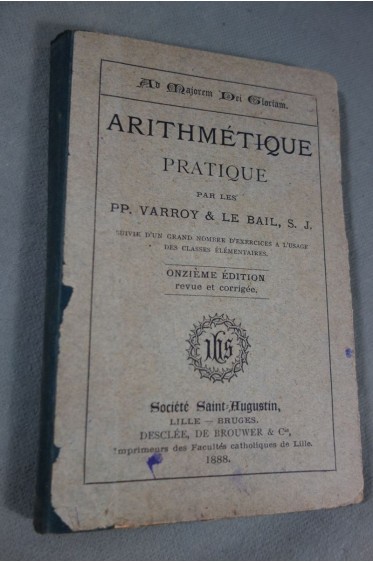 Ad Majorem Dei Gloriam.
ARITHMÉTIQUE
PRATIQUE
PAR LES
PP. VARROY & LE BAIL, S. J.
SUIVIE D'UN GRAND NOMBRE D'EXERCICES A L'USAGE
DES CLASSES ÉLÉMENTAIRES.
ONZIÈME ÉDITION
revue et corrigée.
IHS
Société Saint-Augustin,
LILLE — BRUGES.
DESCLÉE, DE BROUWER & Cie,
Imprimeurs des Facultés catholiques de Lille.
1888.